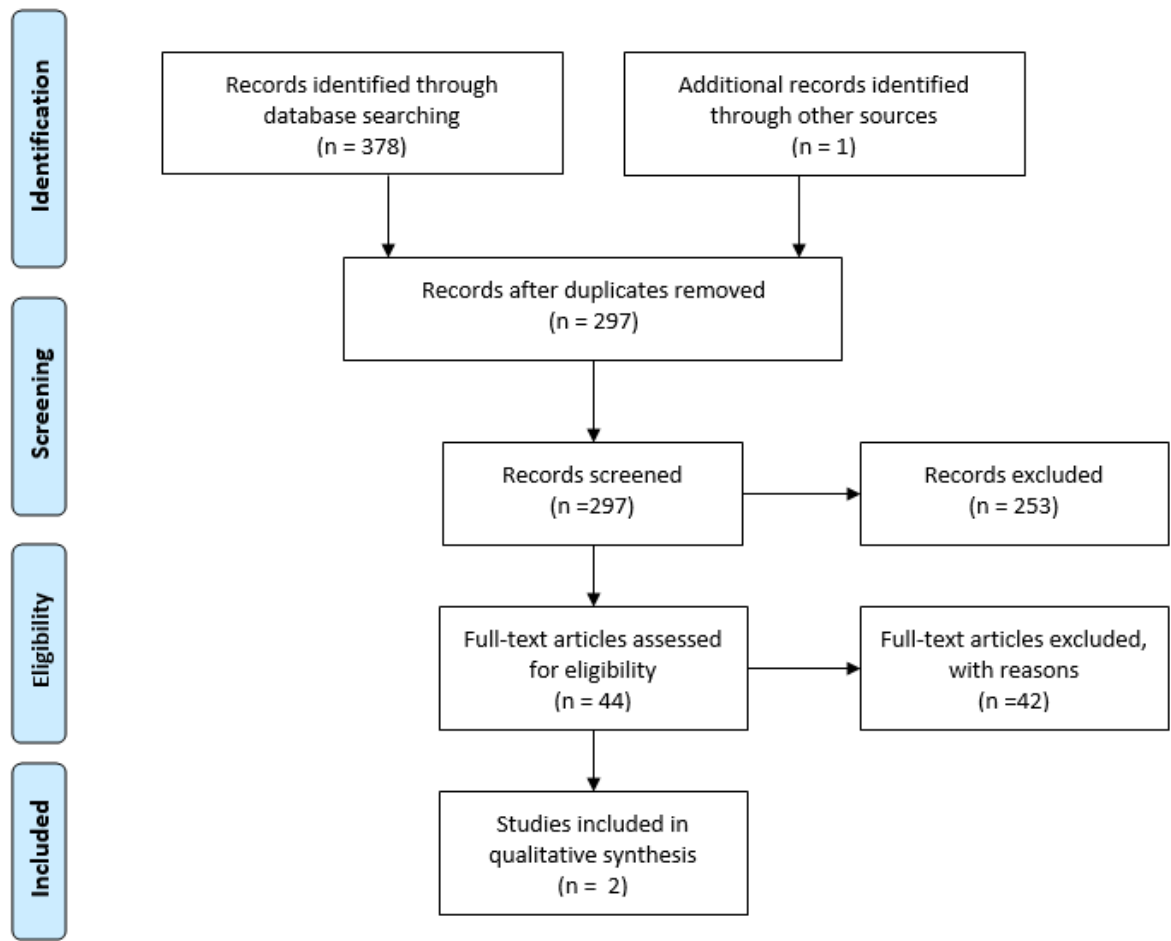 Identification
Records identified through
database searching
(n = 378)
Additional records identified
through other sources
(n = 1)
Records after duplicates removed
(n = 297)
Screening
Records screened
(n =297)
Records excluded
(n = 253)
Eligibility
Full-text articles assessed
for eligibility
(n = 44)
Full-text articles excluded,
with reasons
(n =42)
Included
Studies included in
qualitative synthesis
(n = 2)